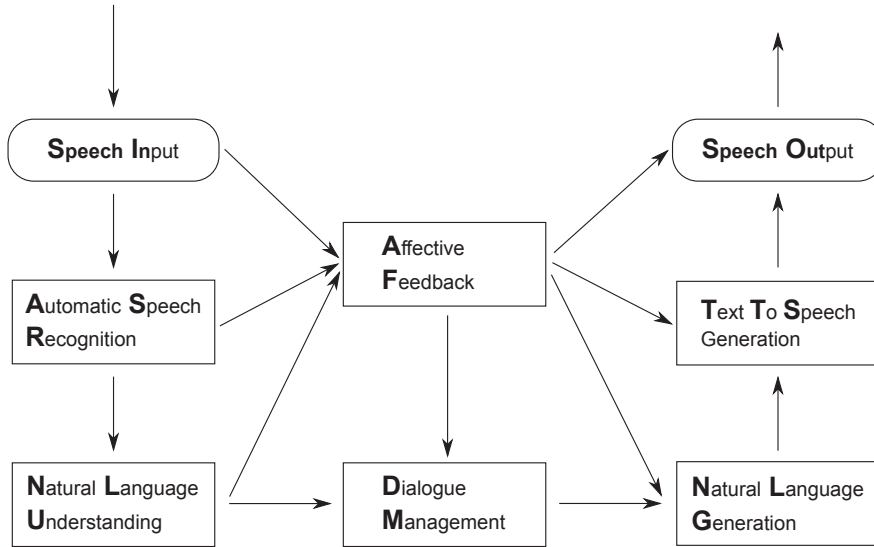 Speech Input
Speech Output
Affective
Feedback
Automatic Speech
Recognition
Text To Speech
Generation
Natural Language
Understanding
Dialogue
Management
Natural Language
Generation